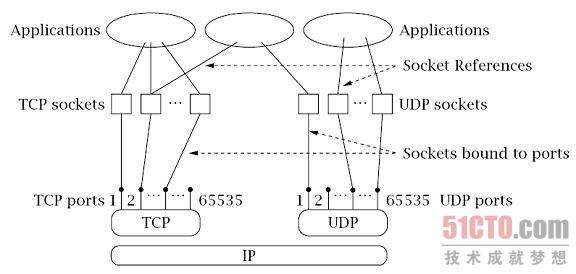 Applications Applications
Socket References
TCP sockets ... ... UDP sockets
Sockets bound to ports
TCP ports 1 2 ... ... 65535 1 2 ... ... 65535 UDP ports
TCP UDP
IP
51CTO.com
技术成就梦想